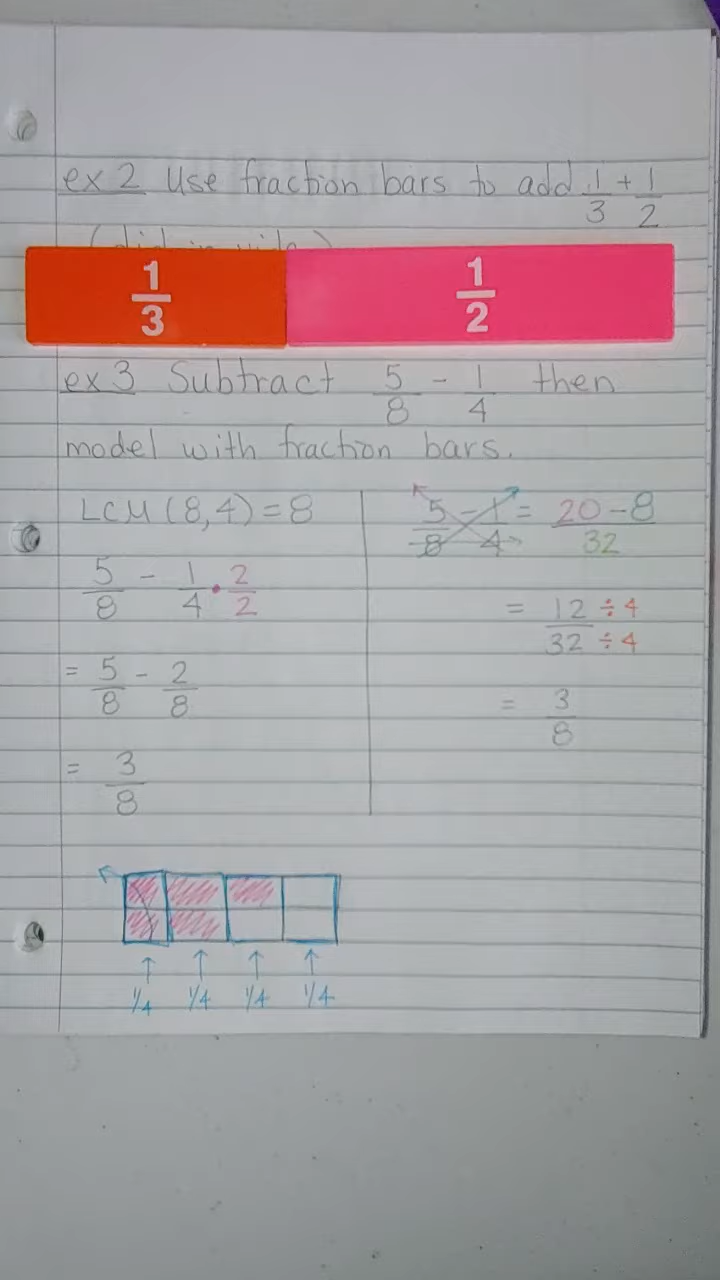 ex 2 Use fraction bars to add 1/3 + 1/2
1/3 1/2
ex 3 Subtract 5/8 - 1/4 then
model with fraction bars.
LCM (8,4) = 8
5/8 - 1/4 • 2/2
= 5/8 - 2/8
= 3/8
5/8 - 1/4 = 20 - 8/32
= 12 ÷4/32 ÷4
= 3/8
1/4 1/4 1/4 1/4